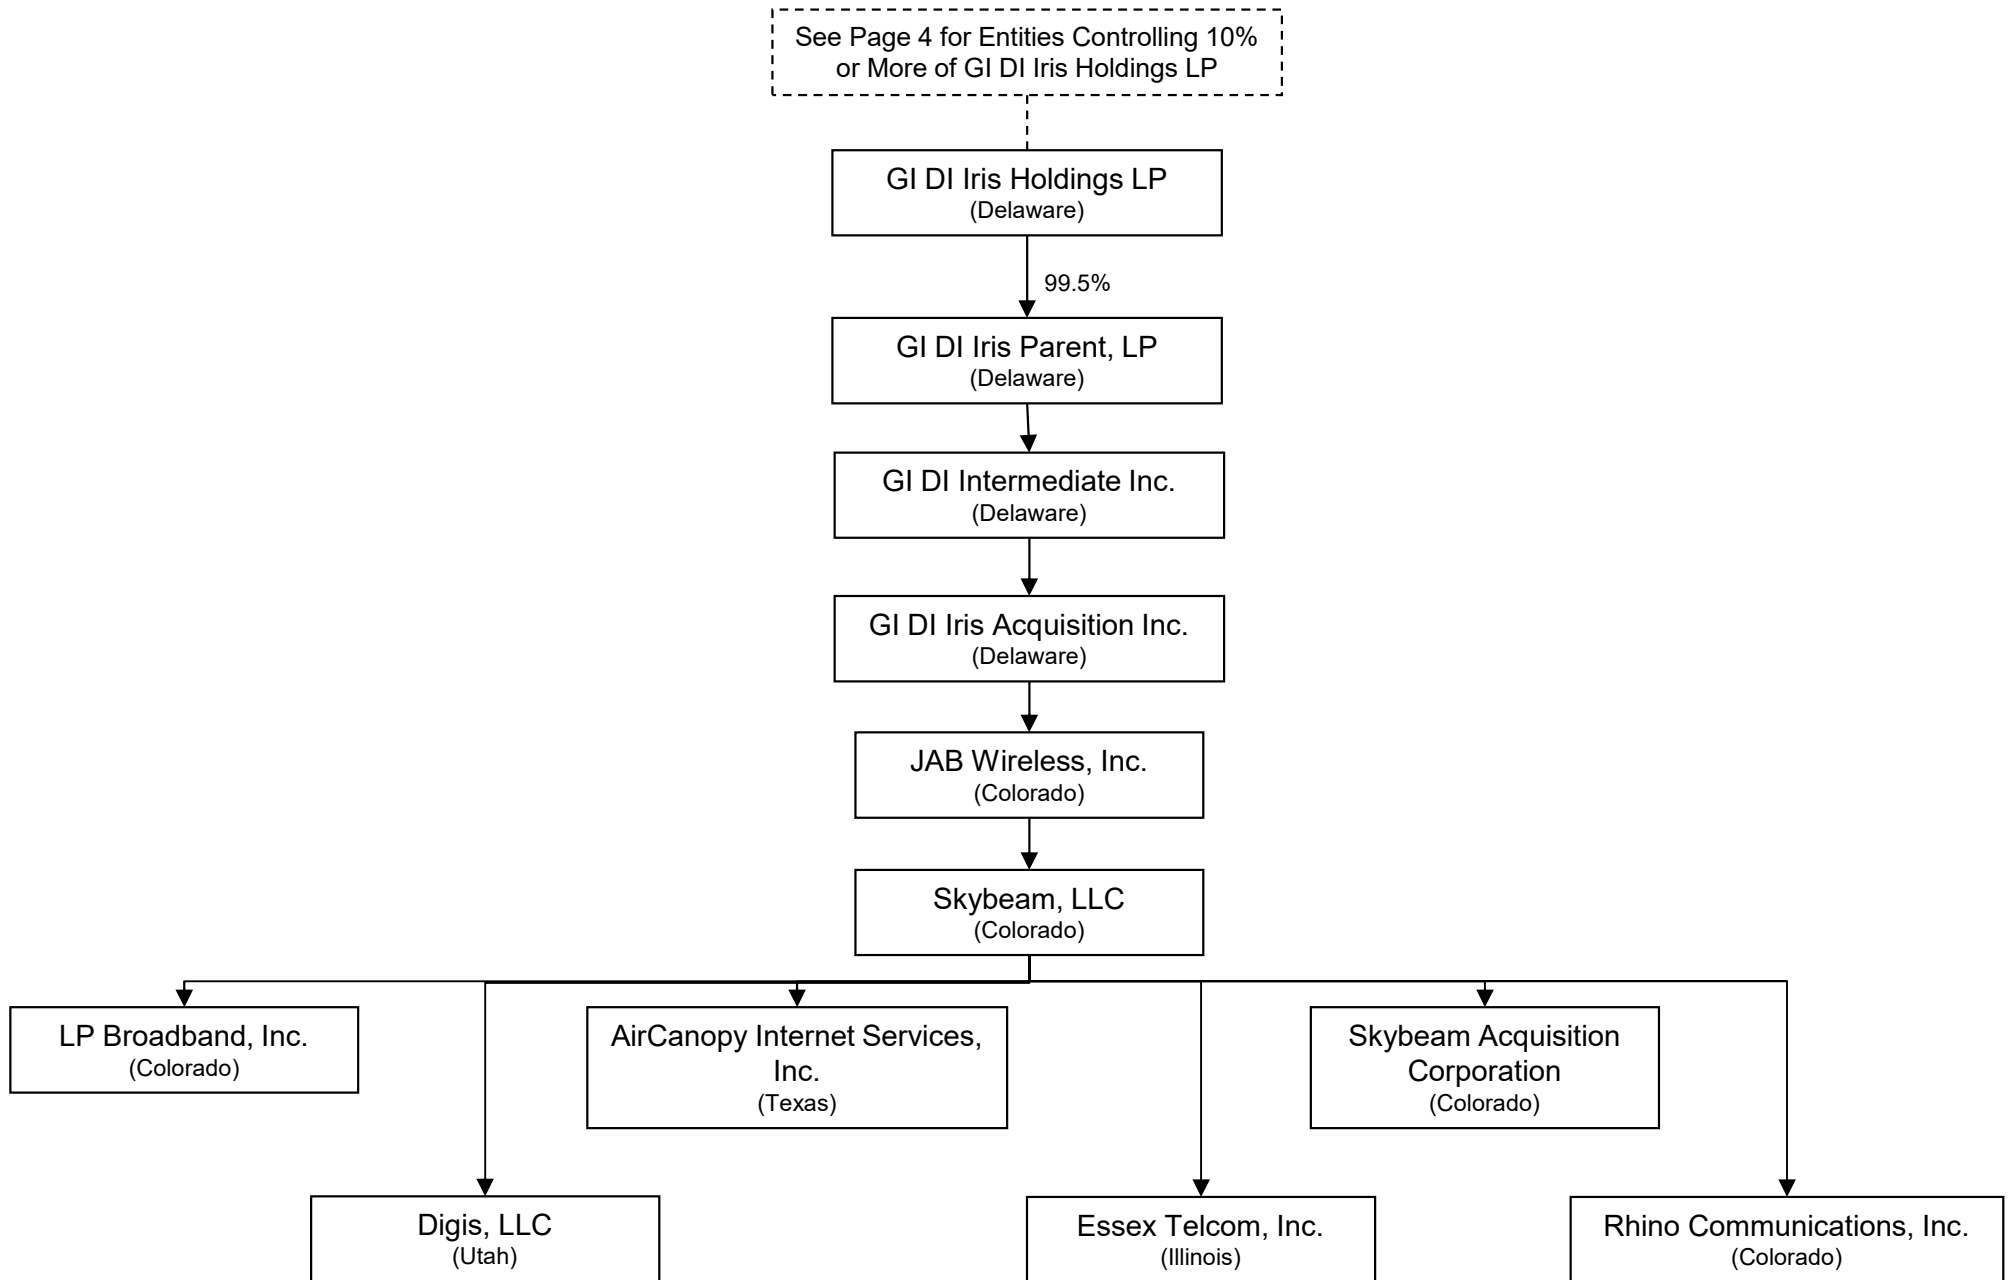 See Page 4 for Entities Controlling 10%
or More of GI DI Iris Holdings LP
GI DI Iris Holdings LP
(Delaware)
99.5%
GI DI Iris Parent, LP
(Delaware)
GI DI Intermediate Inc.
(Delaware)
GI DI Iris Acquisition Inc.
(Delaware)
JAB Wireless, Inc.
(Colorado)
Skybeam, LLC
(Colorado)
LP Broadband, Inc.
(Colorado)
AirCanopy Internet Services,
Inc.
(Texas)
Skybeam Acquisition
Corporation
(Colorado)
Digis, LLC
(Utah)
Essex Telcom, Inc.
(Illinois)
Rhino Communications, Inc.
(Colorado)